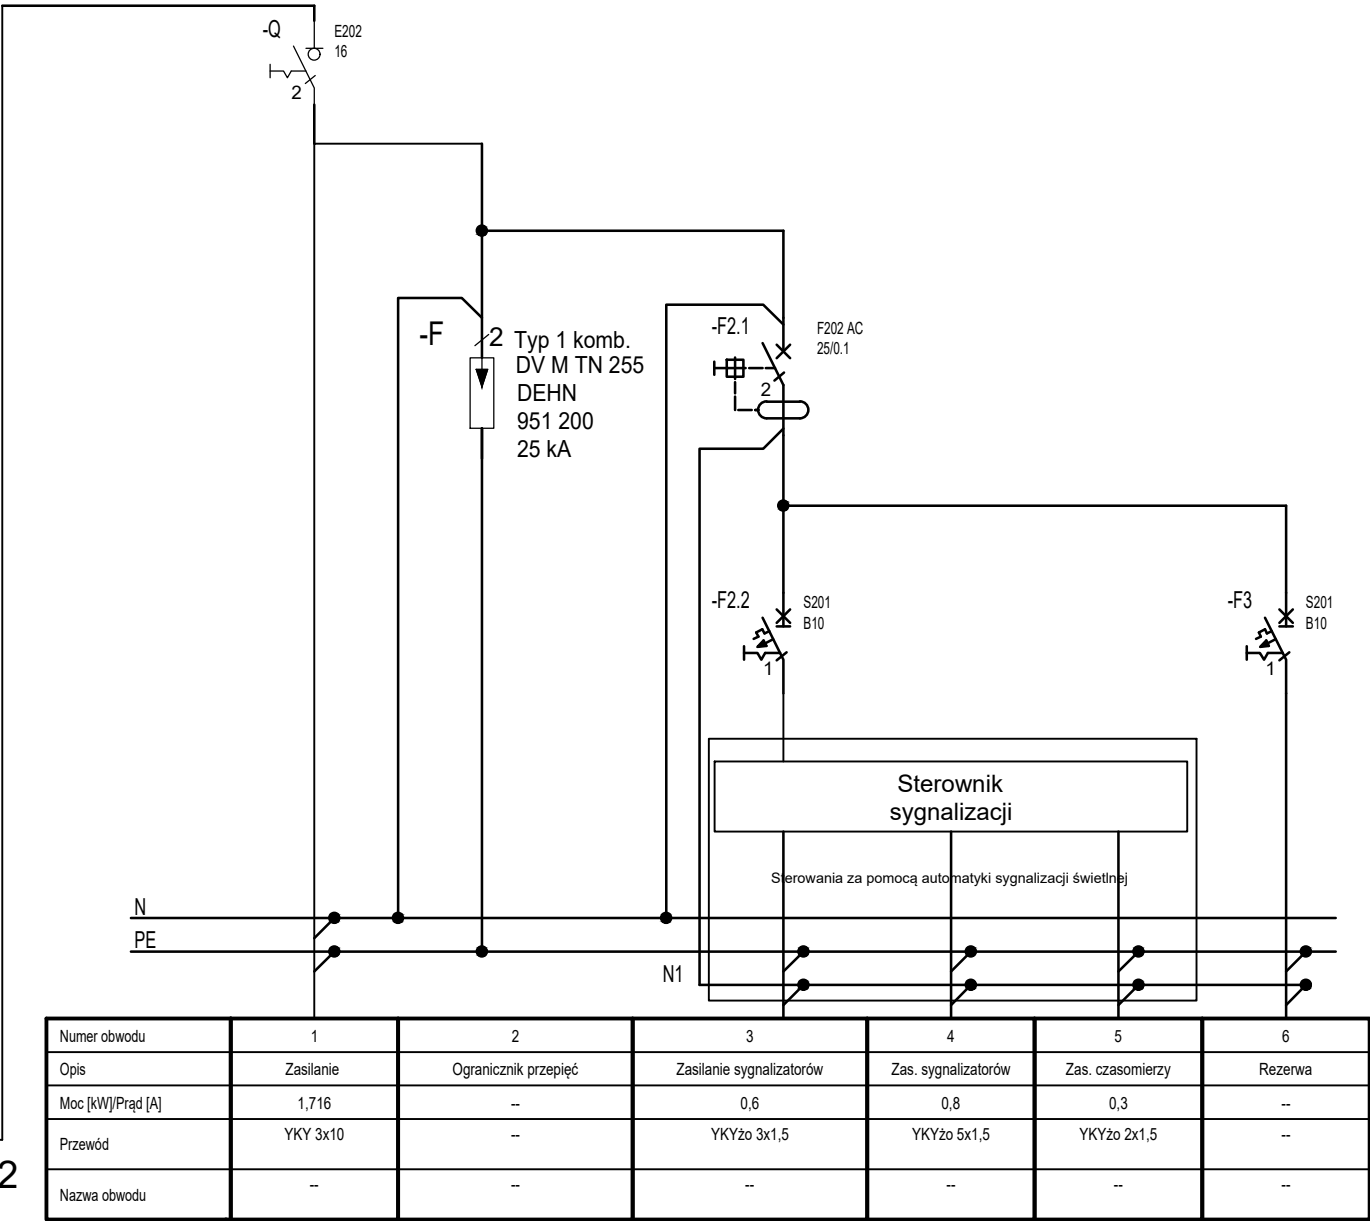 -Q
E202
16
2
-F
2
Typ 1 komb.
DV M TN 255
DEHN
951 200
25 kA
-F2.1
F202 AC
25/0.1
2
-F2.2
S201
B10
1
-F3
S201
B10
1
Sterownik
sygnalizacji
Sterowania za pomocą automatyki sygnalizacji świetlnej
N
PE
N1
2
Numer obwodu 1 2 3 4 5 6
Opis Zasilanie Ogranicznik przepięć Zasilanie sygnalizatorów Zas. sygnalizatorów Zas. czasomierzy Rezerwa
Moc [kW]/Prąd [A] 1,716 -- 0,6 0,8 0,3 --
Przewód YKY 3x10 -- YKYżo 3x1,5 YKYżo 5x1,5 YKYżo 2x1,5 --
Nazwa obwodu -- -- -- -- -- --